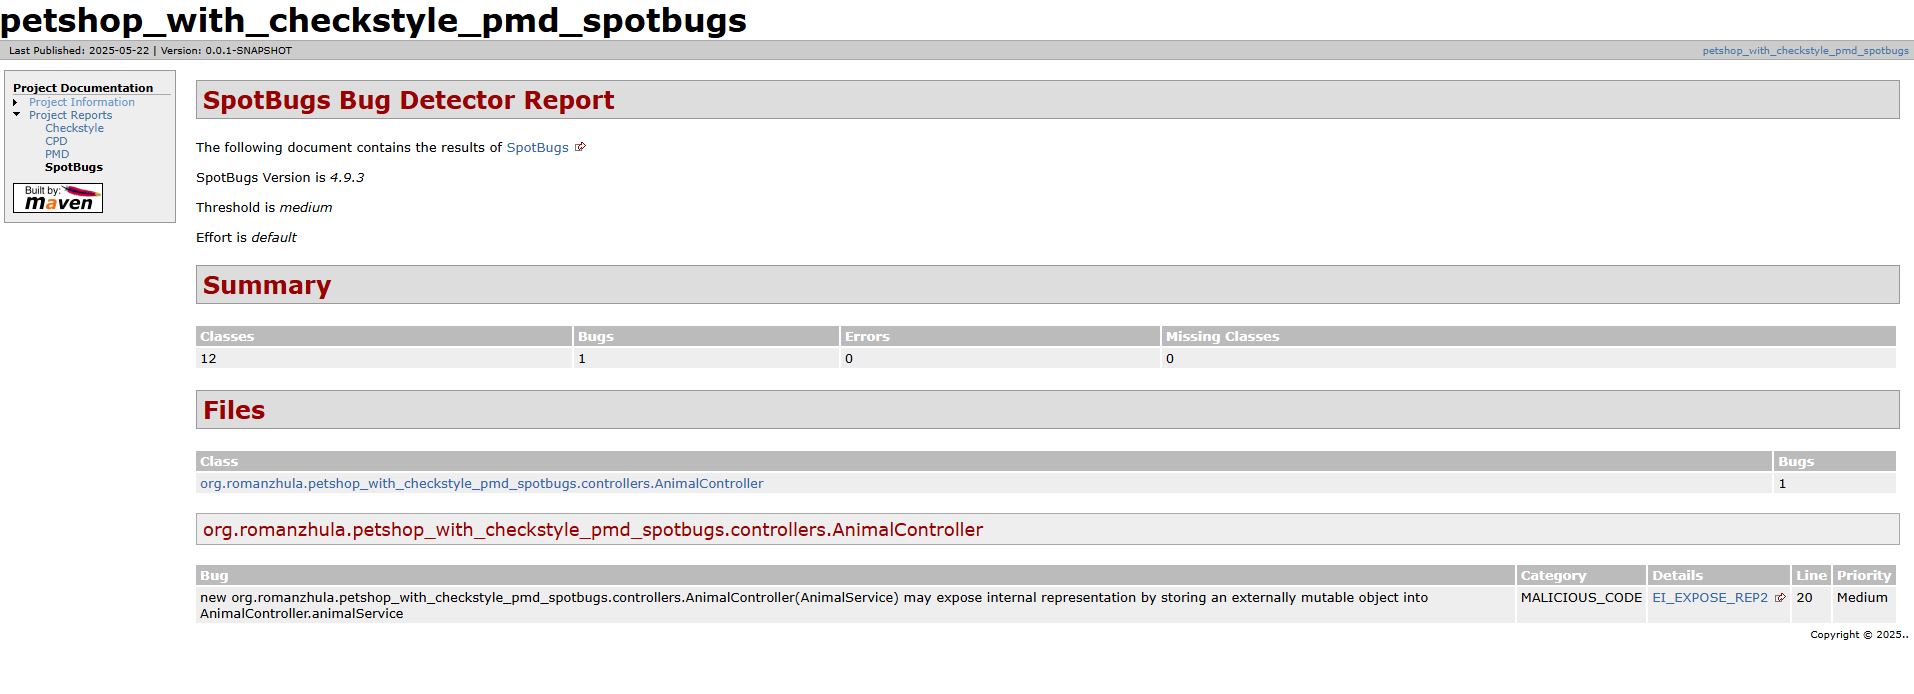 petshop_with_checkstyle_pmd_spotbugs
Last Published: 2025-05-22 | Version: 0.0.1-SNAPSHOT
petshop_with_checkstyle_pmd_spotbugs
Project Documentation
Project Information
Project Reports
Checkstyle
CPD
PMD
SpotBugs
Built by:
maven
SpotBugs Bug Detector Report
The following document contains the results of SpotBugs
SpotBugs Version is 4.9.3
Threshold is medium
Effort is default
Summary
Classes Bugs Errors Missing Classes
12 1 0 0
Files
Class Bugs
org.romanzhula.petshop_with_checkstyle_pmd_spotbugs.controllers.AnimalController 1
org.romanzhula.petshop_with_checkstyle_pmd_spotbugs.controllers.AnimalController
Bug Category Details Line Priority
new org.romanzhula.petshop_with_checkstyle_pmd_spotbugs.controllers.AnimalController(AnimalService) may expose internal representation by storing an externally mutable object into MALICIOUS_CODE EI_EXPOSE_REP2 20 Medium
AnimalController.animalService
Copyright © 2025..